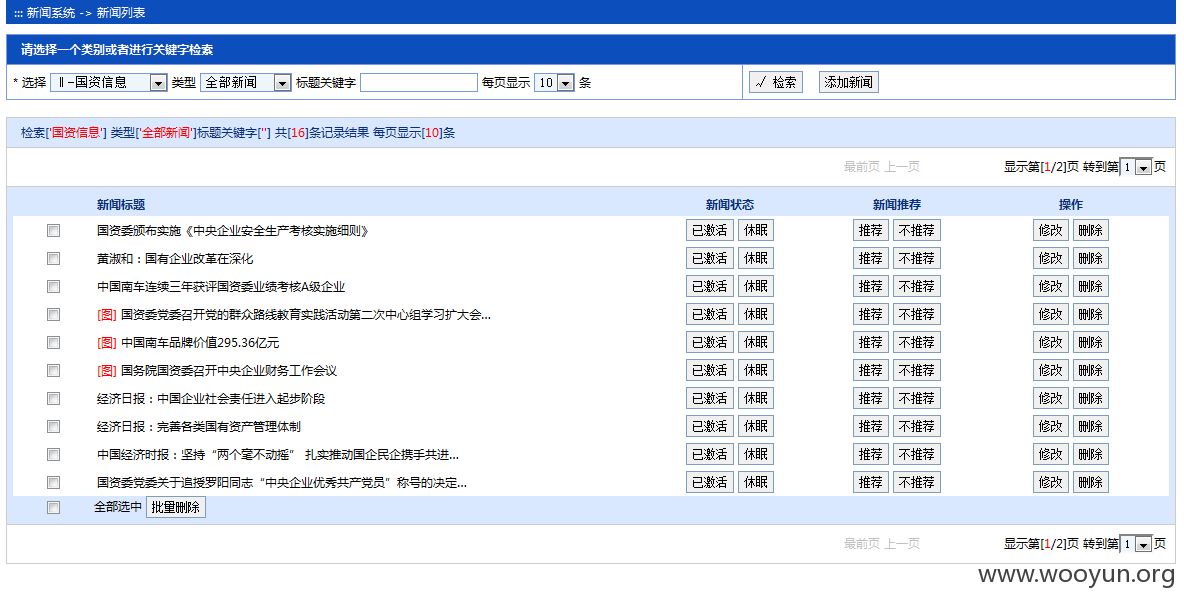 ::: 新闻系统 -> 新闻列表
请选择一个类别或者进行关键字检索
* 选择 ‖-国资信息 类型 全部新闻 标题关键字 每页显示 10 条 √ 检索 添加新闻
检索['国资信息'] 类型['全部新闻']标题关键字[''] 共[16]条记录结果 每页显示[10]条
最前页 上一页 显示第[1/2]页 转到第 1 页
新闻标题 新闻状态 新闻推荐 操作
国资委颁布实施《中央企业安全生产考核实施细则》 已激活 休眠 推荐 不推荐 修改 删除
黄淑和：国有企业改革在深化 已激活 休眠 推荐 不推荐 修改 删除
中国南车连续三年获评国资委业绩考核A级企业 已激活 休眠 推荐 不推荐 修改 删除
[图] 国资委党委召开党的群众路线教育实践活动第二次中心组学习扩大会... 已激活 休眠 推荐 不推荐 修改 删除
[图] 中国南车品牌价值295.36亿元 已激活 休眠 推荐 不推荐 修改 删除
[图] 国务院国资委召开中央企业财务工作会议 已激活 休眠 推荐 不推荐 修改 删除
经济日报：中国企业社会责任进入起步阶段 已激活 休眠 推荐 不推荐 修改 删除
经济日报：完善各类国有资产管理体制 已激活 休眠 推荐 不推荐 修改 删除
中国经济时报：坚持“两个毫不动摇” 扎实推动国企民企携手共进... 已激活 休眠 推荐 不推荐 修改 删除
国资委党委关于追授罗阳同志“中央企业优秀共产党员”称号的决定... 已激活 休眠 推荐 不推荐 修改 删除
全部选中 批量删除
最前页 上一页 显示第[1/2]页 转到第 1 页
www.wooyun.org